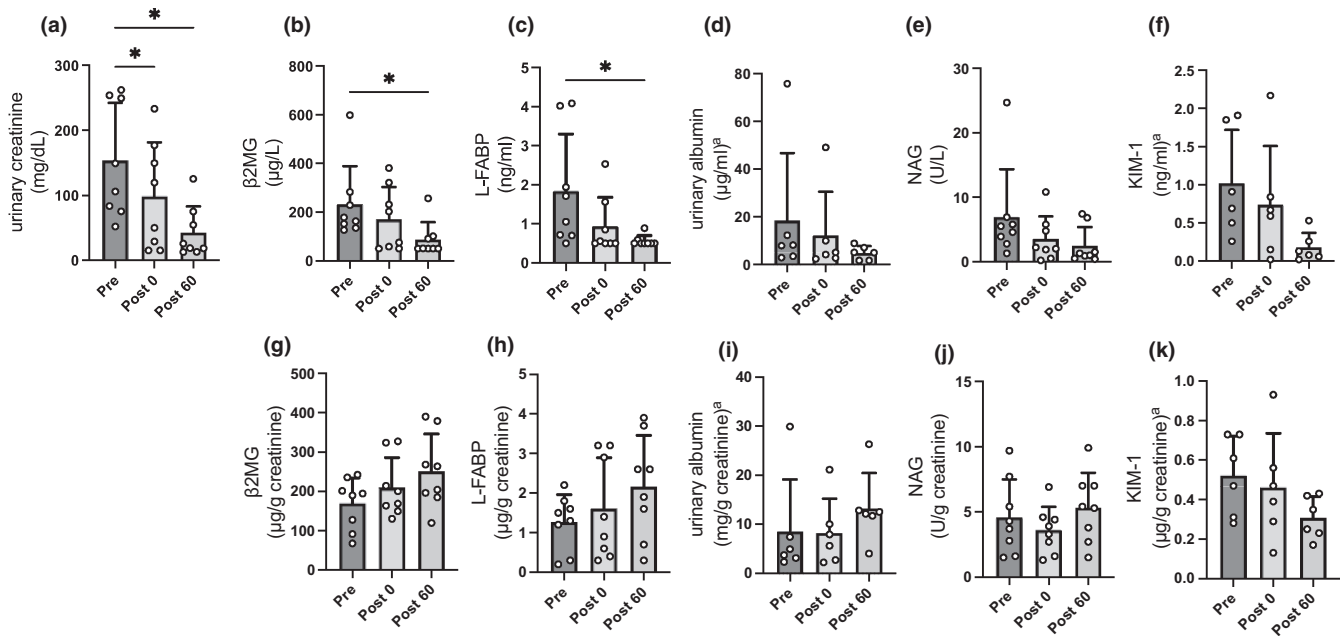 (a)
*
*
urinary creatinine
(mg/dL)
300
200
100
0
Pre
Post 0
Post 60
(b)
*
β2MG
(μg/L)
800
600
400
200
0
Pre
Post 0
Post 60
(c)
*
L-FABP
(ng/ml)
5
4
3
2
1
0
Pre
Post 0
Post 60
(d)
urinary albumin
(μg/ml)a
80
60
40
20
0
Pre
Post 0
Post 60
(e)
NAG
(U/L)
30
20
10
0
Pre
Post 0
Post 60
(f)
KIM-1
(ng/ml)a
2.5
2.0
1.5
1.0
0.5
0.0
Pre
Post 0
Post 60
(g)
β2MG
(μg/g creatinine)
500
400
300
200
100
0
Pre
Post 0
Post 60
(h)
L-FABP
(μg/g creatinine)
5
4
3
2
1
0
Pre
Post 0
Post 60
(i)
urinary albumin
(mg/g creatinine)a
40
30
20
10
0
Pre
Post 0
Post 60
(j)
NAG
(U/g creatinine)
15
10
5
0
Pre
Post 0
Post 60
(k)
KIM-1
(μg/g creatinine)a
1.0
0.8
0.6
0.4
0.2
0.0
Pre
Post 0
Post 60